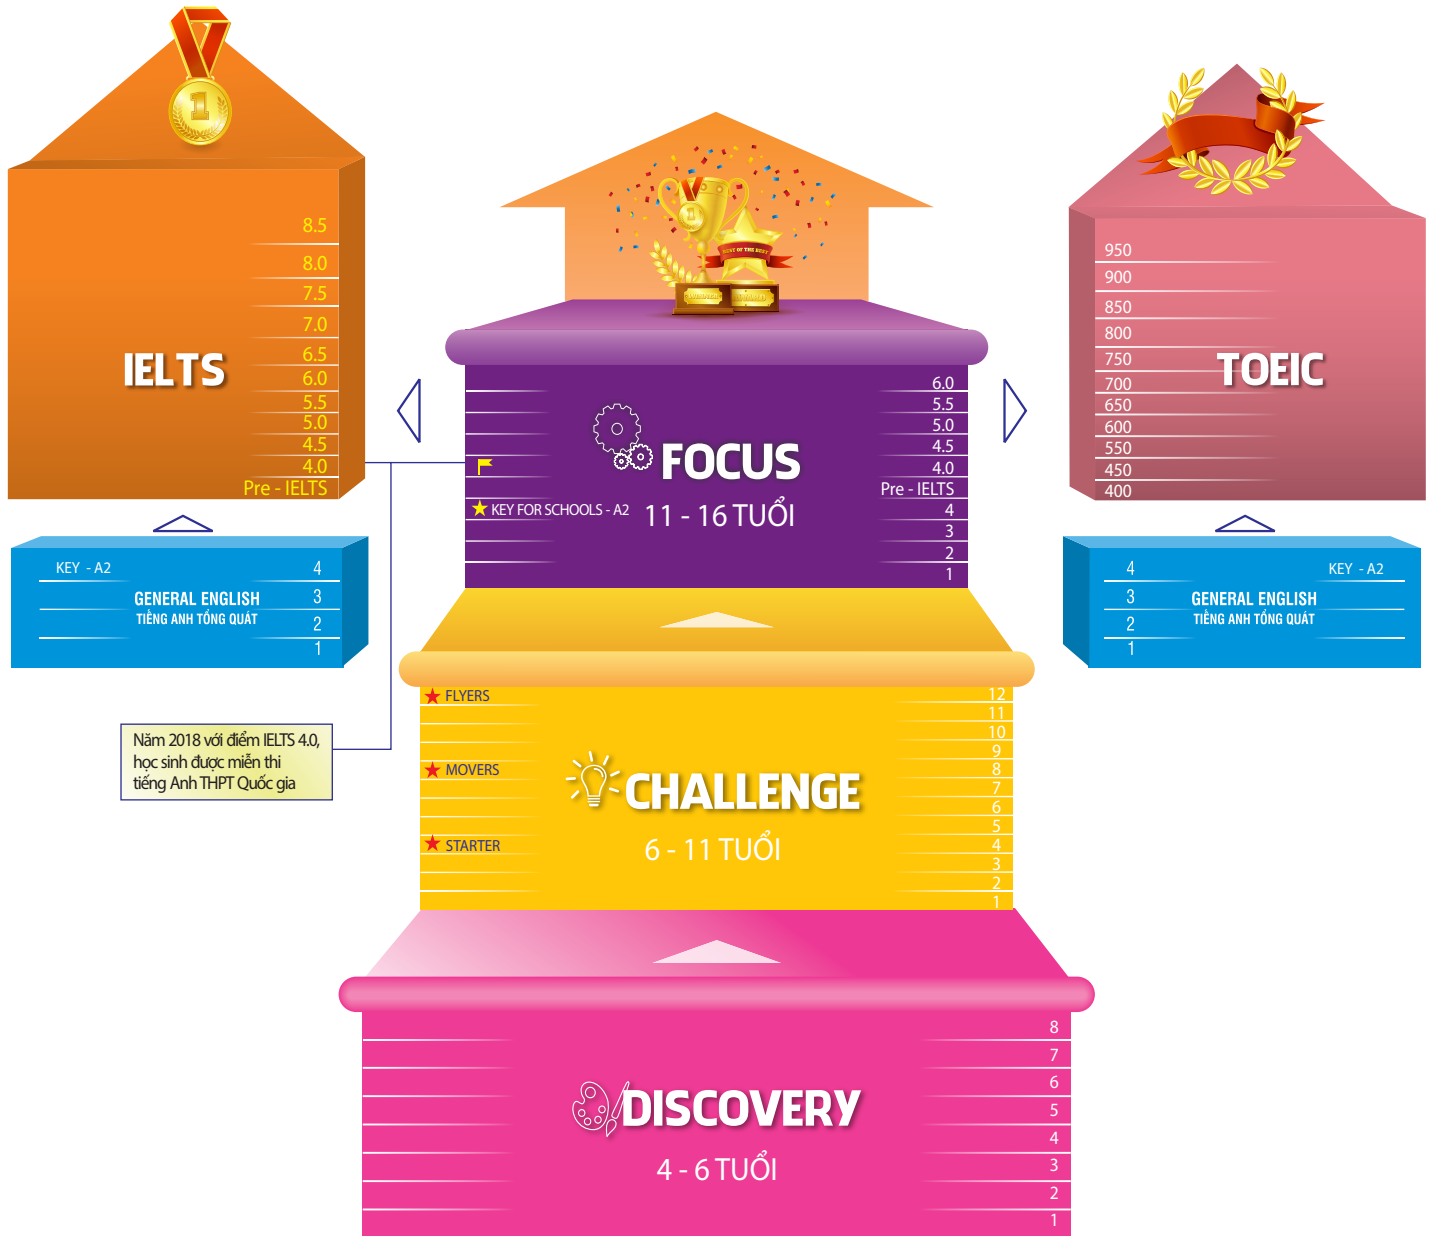 1
8.5
8.0
7.5
7.0
6.5
6.0
5.5
5.0
4.5
4.0
Pre - IELTS
IELTS
KEY - A2
4
3
2
1
GENERAL ENGLISH
TIẾNG ANH TỔNG QUÁT
Năm 2018 với điểm IELTS 4.0,
học sinh được miễn thi
tiếng Anh THPT Quốc gia
1
BEST OF THE BEST
6.0
5.5
5.0
4.5
4.0
Pre - IELTS
4
3
2
1
FOCUS
11 - 16 TUỔI
KEY FOR SCHOOLS - A2
FLYERS
MOVERS
STARTER
CHALLENGE
6 - 11 TUỔI
12
11
10
9
8
7
6
5
4
3
2
1
DISCOVERY
4 - 6 TUỔI
8
7
6
5
4
3
2
1
950
900
850
800
750
700
650
600
550
450
400
TOEIC
4
3
2
1
KEY - A2
GENERAL ENGLISH
TIẾNG ANH TỔNG QUÁT